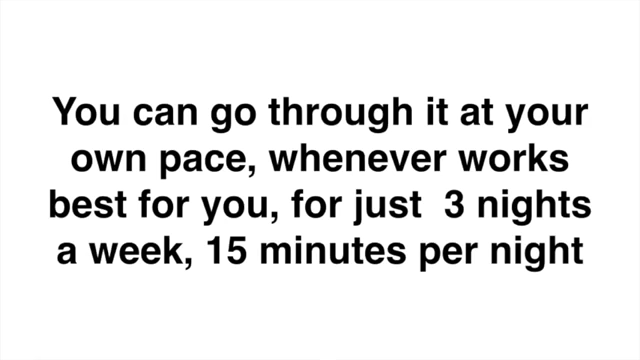 You can go through it at your
own pace, whenever works
best for you, for just  3 nights
a week, 15 minutes per night